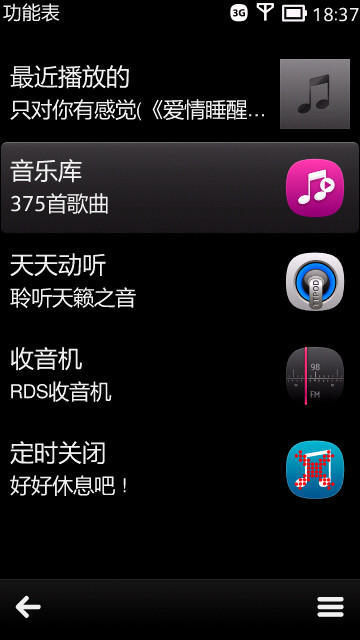 功能表
3G
18:37
最近播放的
只对你有感觉(《爱情睡醒...
音乐库
375首歌曲
天天动听
聆听天籁之音
TTPOD
收音机
RDS收音机
98
FM
定时关闭
好好休息吧！